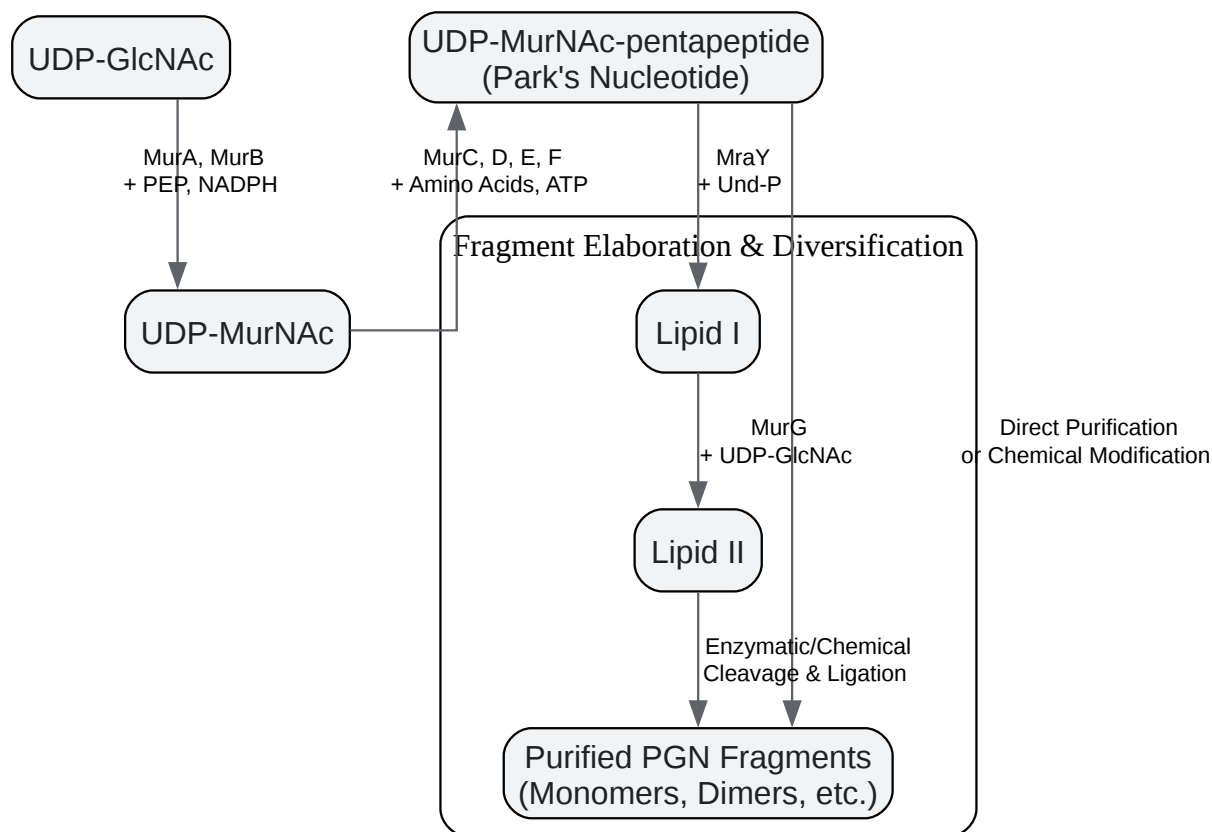 UDP-GlcNAc
UDP-MurNAc-pentapeptide
(Park's Nucleotide)
MurA, MurB
+ PEP, NADPH
MurC, D, E, F
+ Amino Acids, ATP
MraY
+ Und-P
Fragment Elaboration & Diversification
UDP-MurNAc
Lipid I
MurG
+ UDP-GlcNAc
Direct Purification
or Chemical Modification
Lipid II
Enzymatic/Chemical
Cleavage & Ligation
Purified PGN Fragments
(Monomers, Dimers, etc.)